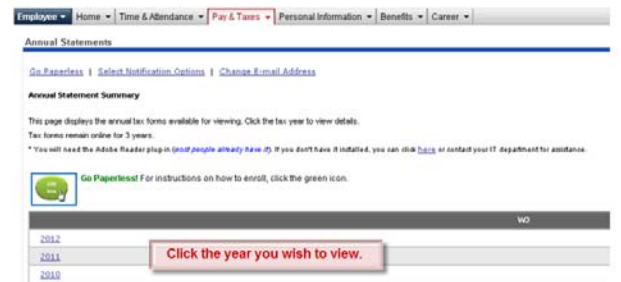 Employee Home Time & Attendance Pay & Taxes Personal Information Benefits Career
Annual Statements
Go Paperless | Select Notification Options | Change E-mail Address
Annual Statement Summary
This page displays the annual tax forms available for viewing. Click the tax year to view details.
Tax forms remain online for 3 years.
* You will need the Adobe Reader plug-in (most people already have it). If you don't have it installed, you can click here or contact your IT department for assistance.
Go Paperless! For instructions on how to enroll, click the green icon.
W2
2012
2011
Click the year you wish to view.
2010